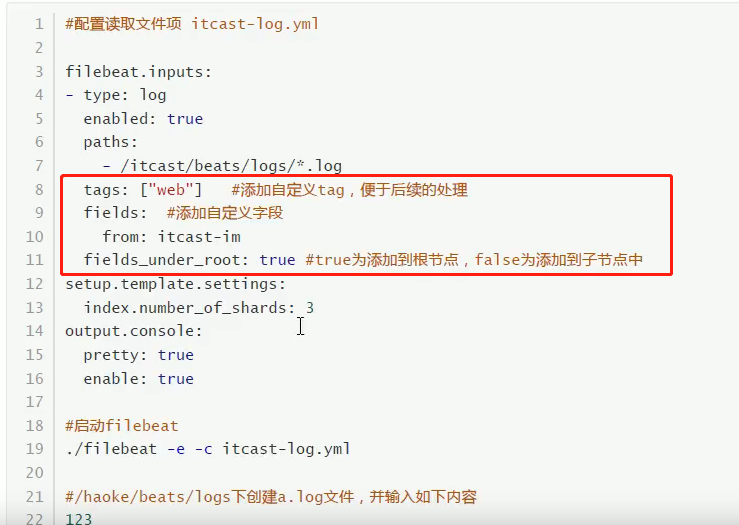 1 #配置读取文件项 itcast-log.yml
2
3 filebeat.inputs:
4 - type: log
5   enabled: true
6   paths:
7     - /itcast/beats/logs/*.log
8   tags: ["web"]   #添加自定义tag，便于后续的处理
9   fields:  #添加自定义字段
10     from: itcast-im
11   fields_under_root: true #true为添加到根节点，false为添加到子节点中
12 setup.template.settings:
13   index.number_of_shards: 3
14 output.console:
15   pretty: true
16   enable: true
17
18 #启动filebeat
19 ./filebeat -e -c itcast-log.yml
20
21 #/haoke/beats/logs下创建a.log文件，并输入如下内容
22 123